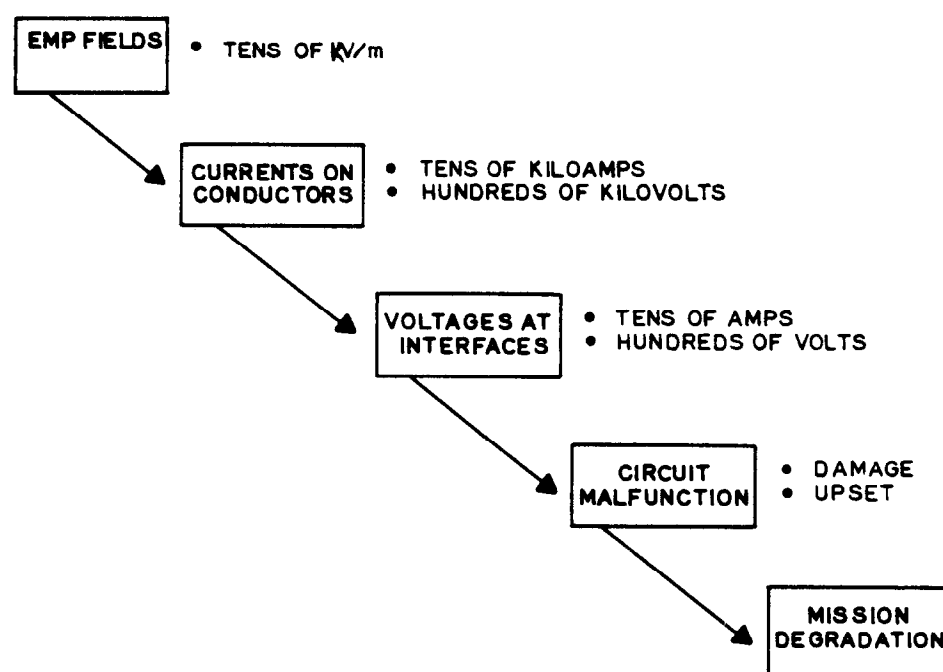 EMP FIELDS
• TENS OF KV/m
CURRENTS ON
CONDUCTORS
• TENS OF KILOAMPS
• HUNDREDS OF KILOVOLTS
VOLTAGES AT
INTERFACES
• TENS OF AMPS
• HUNDREDS OF VOLTS
CIRCUIT
MALFUNCTION
• DAMAGE
• UPSET
MISSION
DEGRADATION